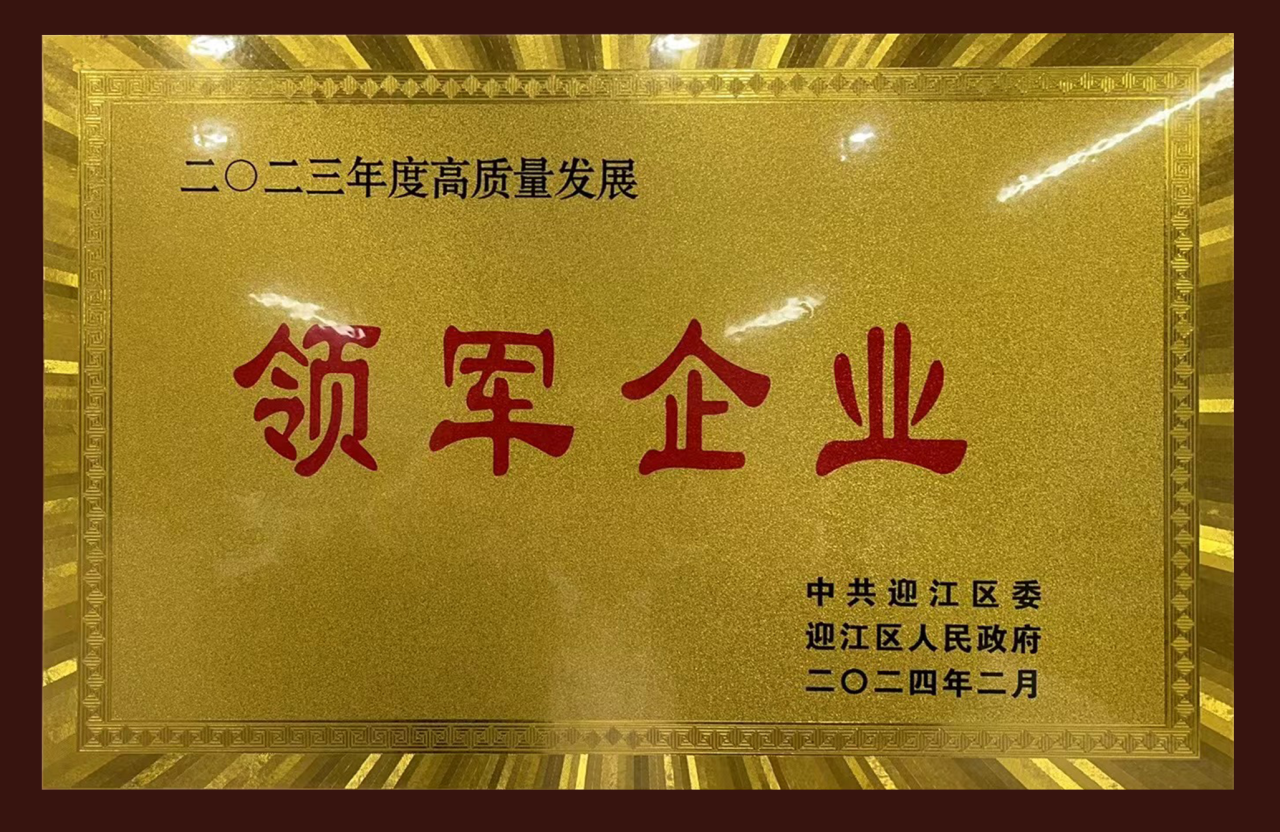 二〇二三年度高质量发展
领军企业
中共迎江区委
迎江区人民政府
二〇二四年二月